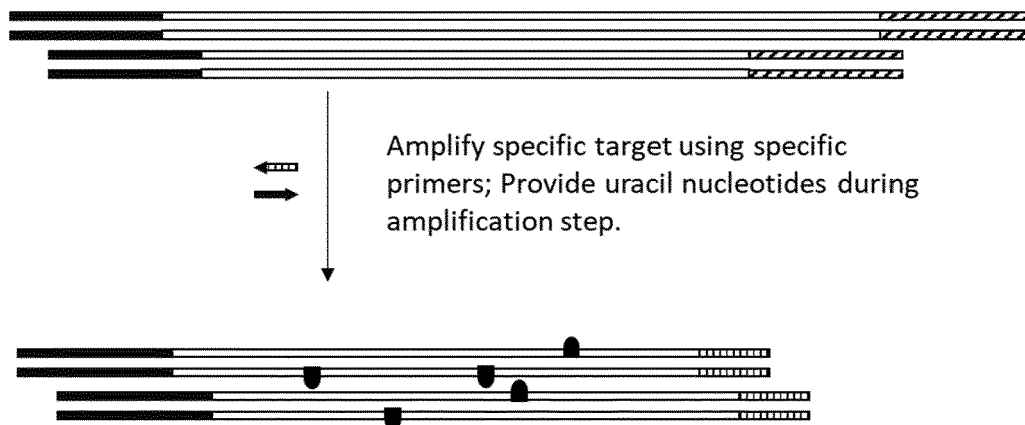 Amplify specific target using specific
primers; Provide uracil nucleotides during
amplification step.